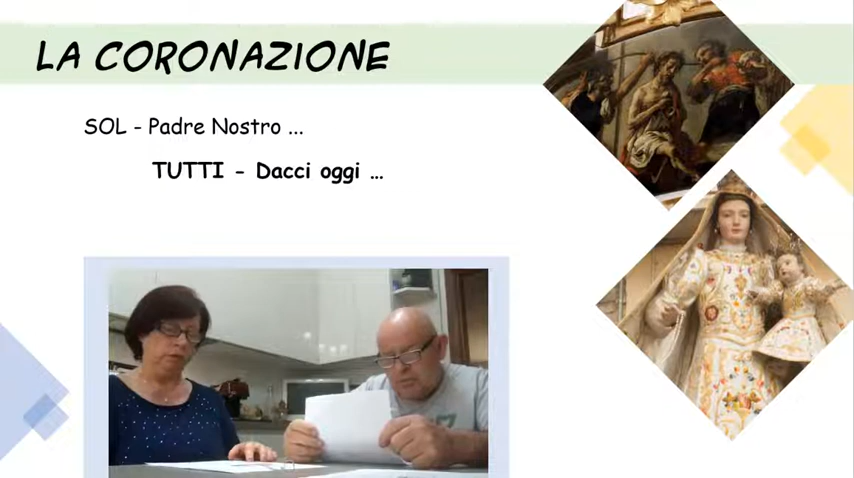 LA CORONAZIONE
SOL - Padre Nostro ...
TUTTI - Dacci oggi ...